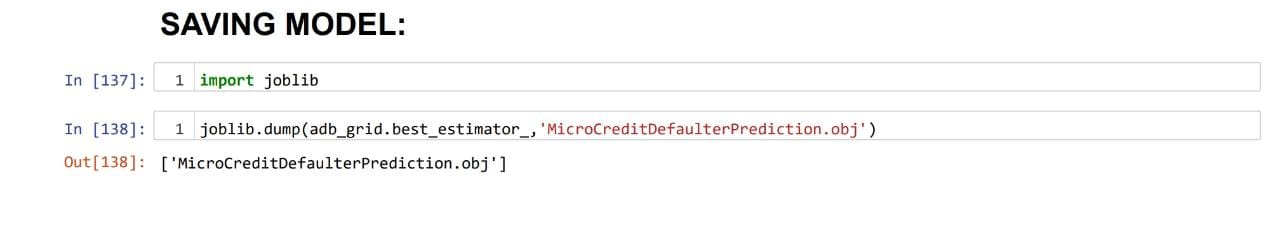 SAVING MODEL:
In [137]: 1 import joblib
In [138]: 1 joblib.dump(adb_grid.best_estimator_,'MicroCreditDefaulterPrediction.obj')
Out[138]: ['MicroCreditDefaulterPrediction.obj']